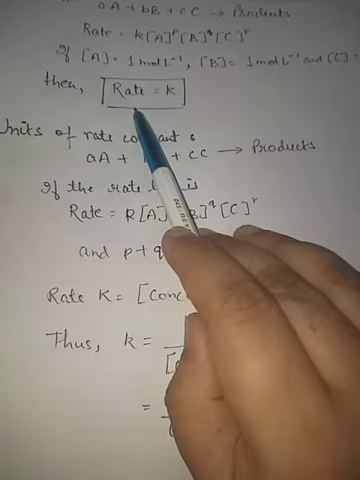 aA + bB + cC → Products
Rate = k[A]^p [B]^q [C]^r
If [A] = 1 mol L⁻¹, [B] = 1 mol L⁻¹ and [C] =
then, Rate = k
Units of rate constant :
aA + + cC → Products
If the rate is
Rate = k[A] B]^q [C]^r
and p + q
Rate K = [Conc
Thus, k =
=